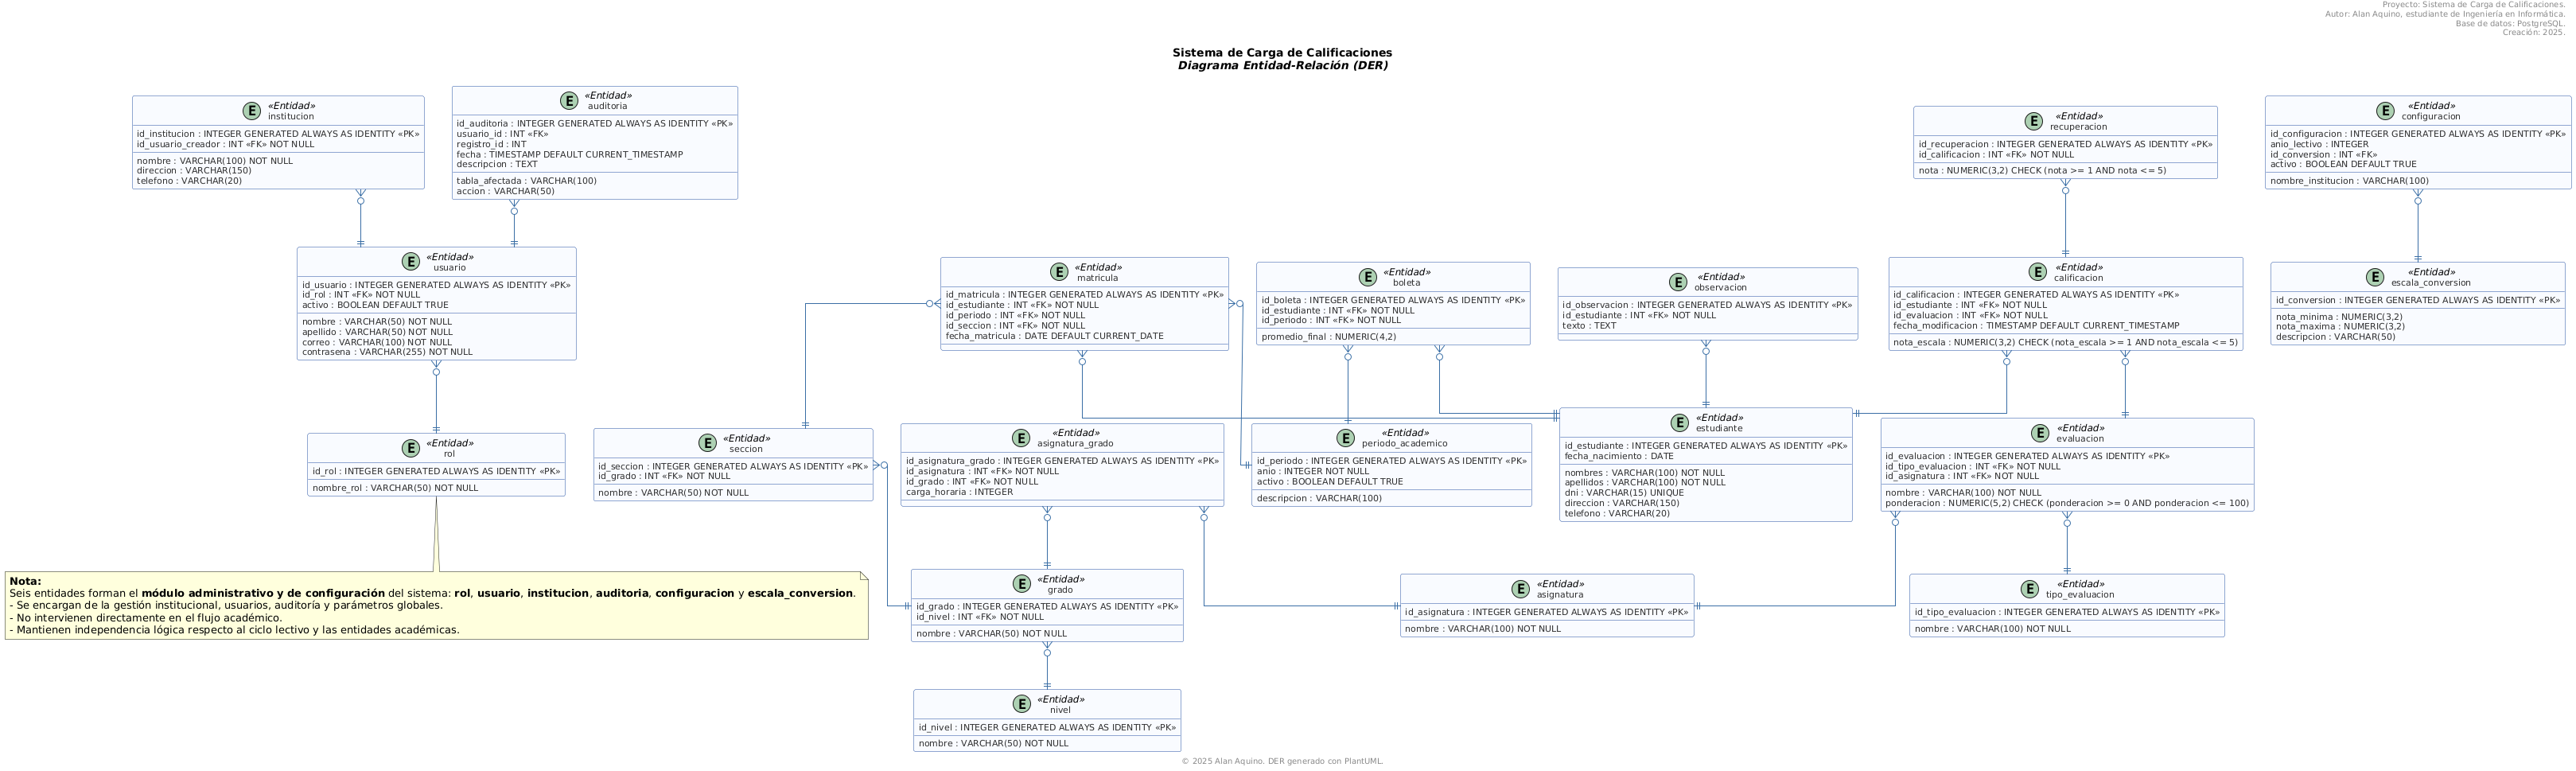 Proyecto: Sistema de Carga de Calificaciones.
Autor: Alan Aquino, estudiante de Ingeniería en Informática.
Base de datos: PostgreSQL.
Creación: 2025.
Sistema de Carga de Calificaciones
Diagrama Entidad-Relación (DER)
E
«Entidad»
institucion
id_institucion : INTEGER GENERATED ALWAYS AS IDENTITY «PK»
id_usuario_creador : INT «FK» NOT NULL
nombre : VARCHAR(100) NOT NULL
direccion : VARCHAR(150)
telefono : VARCHAR(20)
E
«Entidad»
auditoria
id_auditoria : INTEGER GENERATED ALWAYS AS IDENTITY «PK»
usuario_id : INT «FK»
registro_id : INT
fecha : TIMESTAMP DEFAULT CURRENT_TIMESTAMP
descripcion : TEXT
tabla_afectada : VARCHAR(100)
accion : VARCHAR(50)
E
«Entidad»
recuperacion
id_recuperacion : INTEGER GENERATED ALWAYS AS IDENTITY «PK»
id_calificacion : INT «FK» NOT NULL
nota : NUMERIC(3,2) CHECK (nota >= 1 AND nota <= 5)
E
«Entidad»
configuracion
id_configuracion : INTEGER GENERATED ALWAYS AS IDENTITY «PK»
anio_lectivo : INTEGER
id_conversion : INT «FK»
activo : BOOLEAN DEFAULT TRUE
nombre_institucion : VARCHAR(100)
E
«Entidad»
usuario
id_usuario : INTEGER GENERATED ALWAYS AS IDENTITY «PK»
id_rol : INT «FK» NOT NULL
activo : BOOLEAN DEFAULT TRUE
nombre : VARCHAR(50) NOT NULL
apellido : VARCHAR(50) NOT NULL
correo : VARCHAR(100) NOT NULL
contrasena : VARCHAR(255) NOT NULL
E
«Entidad»
matricula
id_matricula : INTEGER GENERATED ALWAYS AS IDENTITY «PK»
id_estudiante : INT «FK» NOT NULL
id_periodo : INT «FK» NOT NULL
id_seccion : INT «FK» NOT NULL
fecha_matricula : DATE DEFAULT CURRENT_DATE
E
«Entidad»
boleta
id_boleta : INTEGER GENERATED ALWAYS AS IDENTITY «PK»
id_estudiante : INT «FK» NOT NULL
id_periodo : INT «FK» NOT NULL
promedio_final : NUMERIC(4,2)
E
«Entidad»
observacion
id_observacion : INTEGER GENERATED ALWAYS AS IDENTITY «PK»
id_estudiante : INT «FK» NOT NULL
texto : TEXT
E
«Entidad»
calificacion
id_calificacion : INTEGER GENERATED ALWAYS AS IDENTITY «PK»
id_estudiante : INT «FK» NOT NULL
id_evaluacion : INT «FK» NOT NULL
fecha_modificacion : TIMESTAMP DEFAULT CURRENT_TIMESTAMP
nota_escala : NUMERIC(3,2) CHECK (nota_escala >= 1 AND nota_escala <= 5)
E
«Entidad»
escala_conversion
id_conversion : INTEGER GENERATED ALWAYS AS IDENTITY «PK»
nota_minima : NUMERIC(3,2)
nota_maxima : NUMERIC(3,2)
descripcion : VARCHAR(50)
E
«Entidad»
rol
id_rol : INTEGER GENERATED ALWAYS AS IDENTITY «PK»
nombre_rol : VARCHAR(50) NOT NULL
E
«Entidad»
seccion
id_seccion : INTEGER GENERATED ALWAYS AS IDENTITY «PK»
id_grado : INT «FK» NOT NULL
nombre : VARCHAR(50) NOT NULL
E
«Entidad»
asignatura_grado
id_asignatura_grado : INTEGER GENERATED ALWAYS AS IDENTITY «PK»
id_asignatura : INT «FK» NOT NULL
id_grado : INT «FK» NOT NULL
carga_horaria : INTEGER
E
«Entidad»
periodo_academico
id_periodo : INTEGER GENERATED ALWAYS AS IDENTITY «PK»
anio : INTEGER NOT NULL
activo : BOOLEAN DEFAULT TRUE
descripcion : VARCHAR(100)
E
«Entidad»
estudiante
id_estudiante : INTEGER GENERATED ALWAYS AS IDENTITY «PK»
fecha_nacimiento : DATE
nombres : VARCHAR(100) NOT NULL
apellidos : VARCHAR(100) NOT NULL
dni : VARCHAR(15) UNIQUE
direccion : VARCHAR(150)
telefono : VARCHAR(20)
E
«Entidad»
evaluacion
id_evaluacion : INTEGER GENERATED ALWAYS AS IDENTITY «PK»
id_tipo_evaluacion : INT «FK» NOT NULL
id_asignatura : INT «FK» NOT NULL
nombre : VARCHAR(100) NOT NULL
ponderacion : NUMERIC(5,2) CHECK (ponderacion >= 0 AND ponderacion <= 100)
Nota:
Seis entidades forman el módulo administrativo y de configuración del sistema: rol, usuario, institucion, auditoria, configuracion y escala_conversion.
- Se encargan de la gestión institucional, usuarios, auditoría y parámetros globales.
- No intervienen directamente en el flujo académico.
- Mantienen independencia lógica respecto al ciclo lectivo y las entidades académicas.
E
«Entidad»
grado
id_grado : INTEGER GENERATED ALWAYS AS IDENTITY «PK»
id_nivel : INT «FK» NOT NULL
nombre : VARCHAR(50) NOT NULL
E
«Entidad»
asignatura
id_asignatura : INTEGER GENERATED ALWAYS AS IDENTITY «PK»
nombre : VARCHAR(100) NOT NULL
E
«Entidad»
tipo_evaluacion
id_tipo_evaluacion : INTEGER GENERATED ALWAYS AS IDENTITY «PK»
nombre : VARCHAR(100) NOT NULL
E
«Entidad»
nivel
id_nivel : INTEGER GENERATED ALWAYS AS IDENTITY «PK»
nombre : VARCHAR(50) NOT NULL
© 2025 Alan Aquino. DER generado con PlantUML.